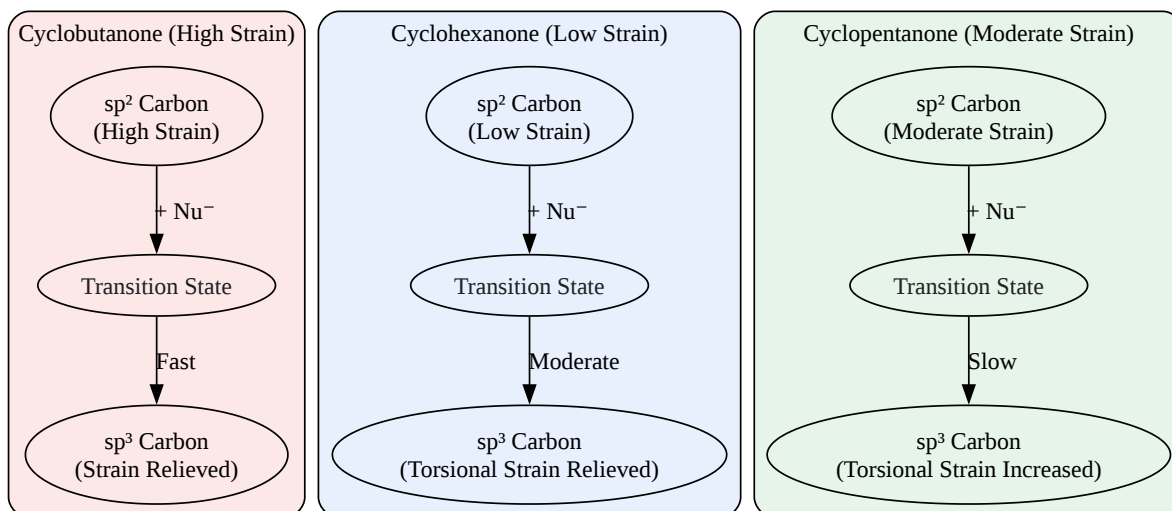 Cyclobutanone (High Strain)
sp² Carbon
(High Strain)
+ Nu⁻
Transition State
Fast
sp³ Carbon
(Strain Relieved)
Cyclohexanone (Low Strain)
sp² Carbon
(Low Strain)
+ Nu⁻
Transition State
Moderate
sp³ Carbon
(Torsional Strain Relieved)
Cyclopentanone (Moderate Strain)
sp² Carbon
(Moderate Strain)
+ Nu⁻
Transition State
Slow
sp³ Carbon
(Torsional Strain Increased)